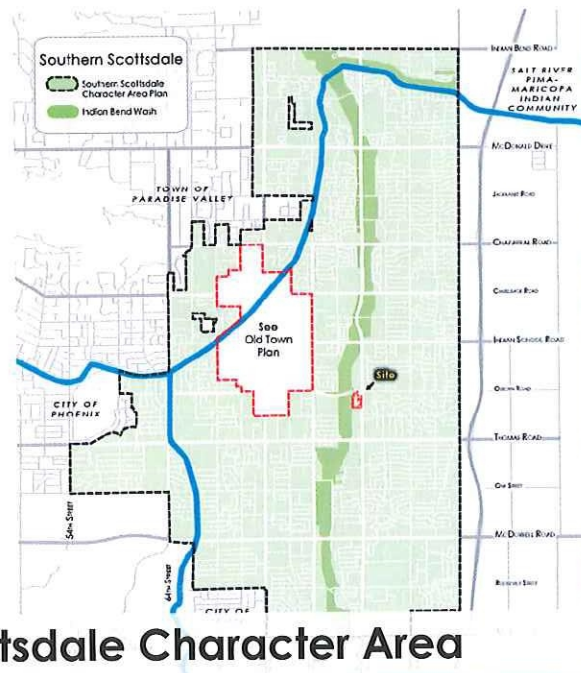 Southern Scottsdale
Southern Scottsdale
Character Area Plan
Indian Bend Wash
INDIAN BEND ROAD
SALT RIVER
PIMA-
MARICOPA
INDIAN
COMMUNITY
MCDONALD DRIVE
TOWN OF
PARADISE VALLEY
JACKRABBIT ROAD
CHAPARRAL ROAD
CAMELBACK ROAD
See
Old Town
Plan
INDIAN SCHOOL ROAD
Site
OSBORN ROAD
CITY OF
PHOENIX
THOMAS ROAD
OAK STREET
54TH STREET
MCDOWELL ROAD
64TH STREET
ROOSEVELT STREET
CITY OF
tsdale Character Area